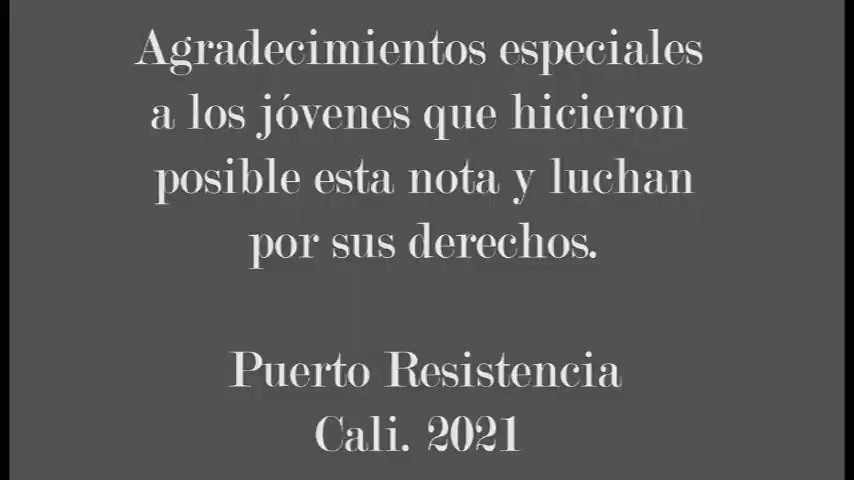 Agradecimientos especiales
a los jóvenes que hicieron
posible esta nota y luchan
por sus derechos.
Puerto Resistencia
Cali. 2021